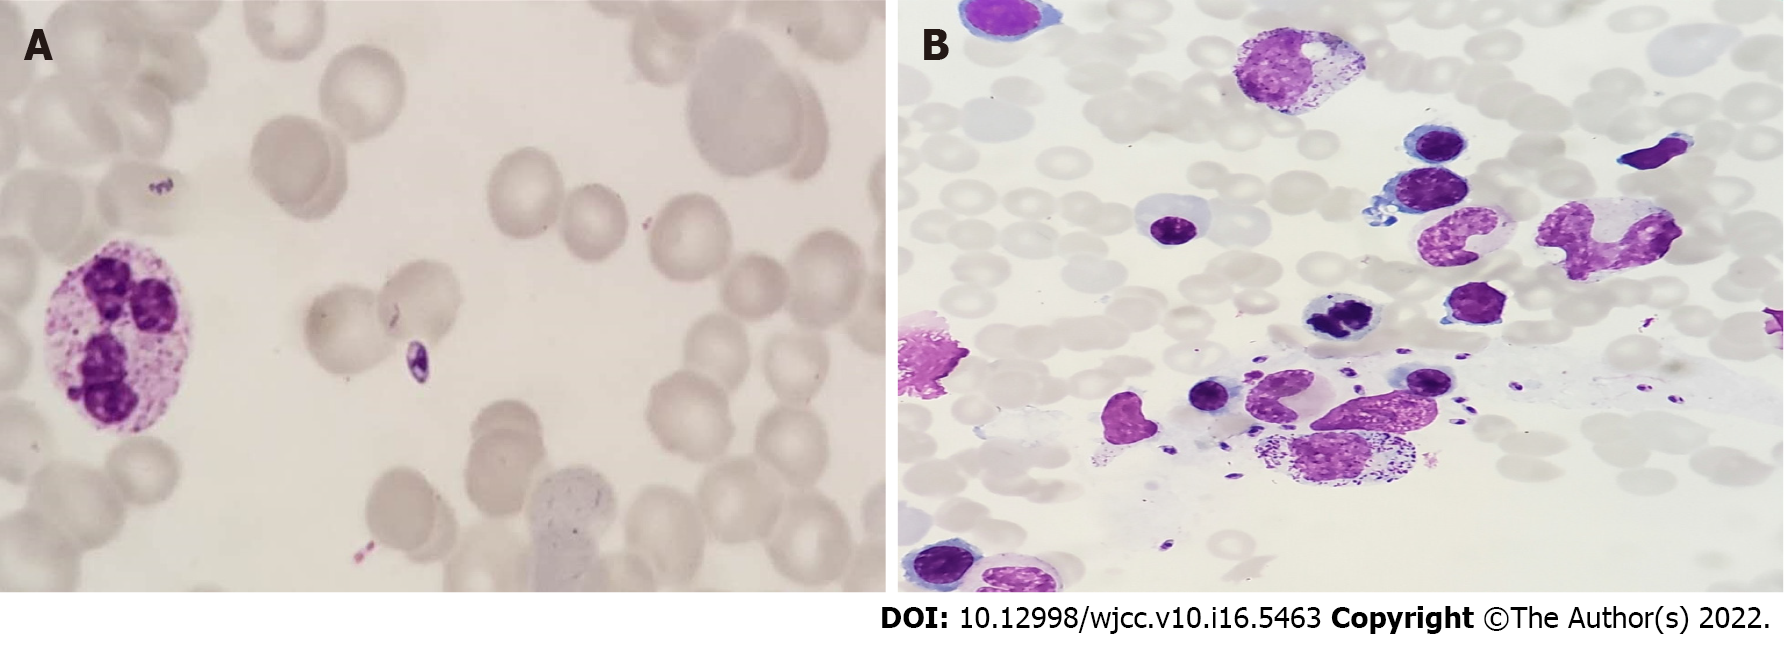 A
B
DOI: 10.12998/wjcc.v10.i16.5463 Copyright ©The Author(s) 2022.